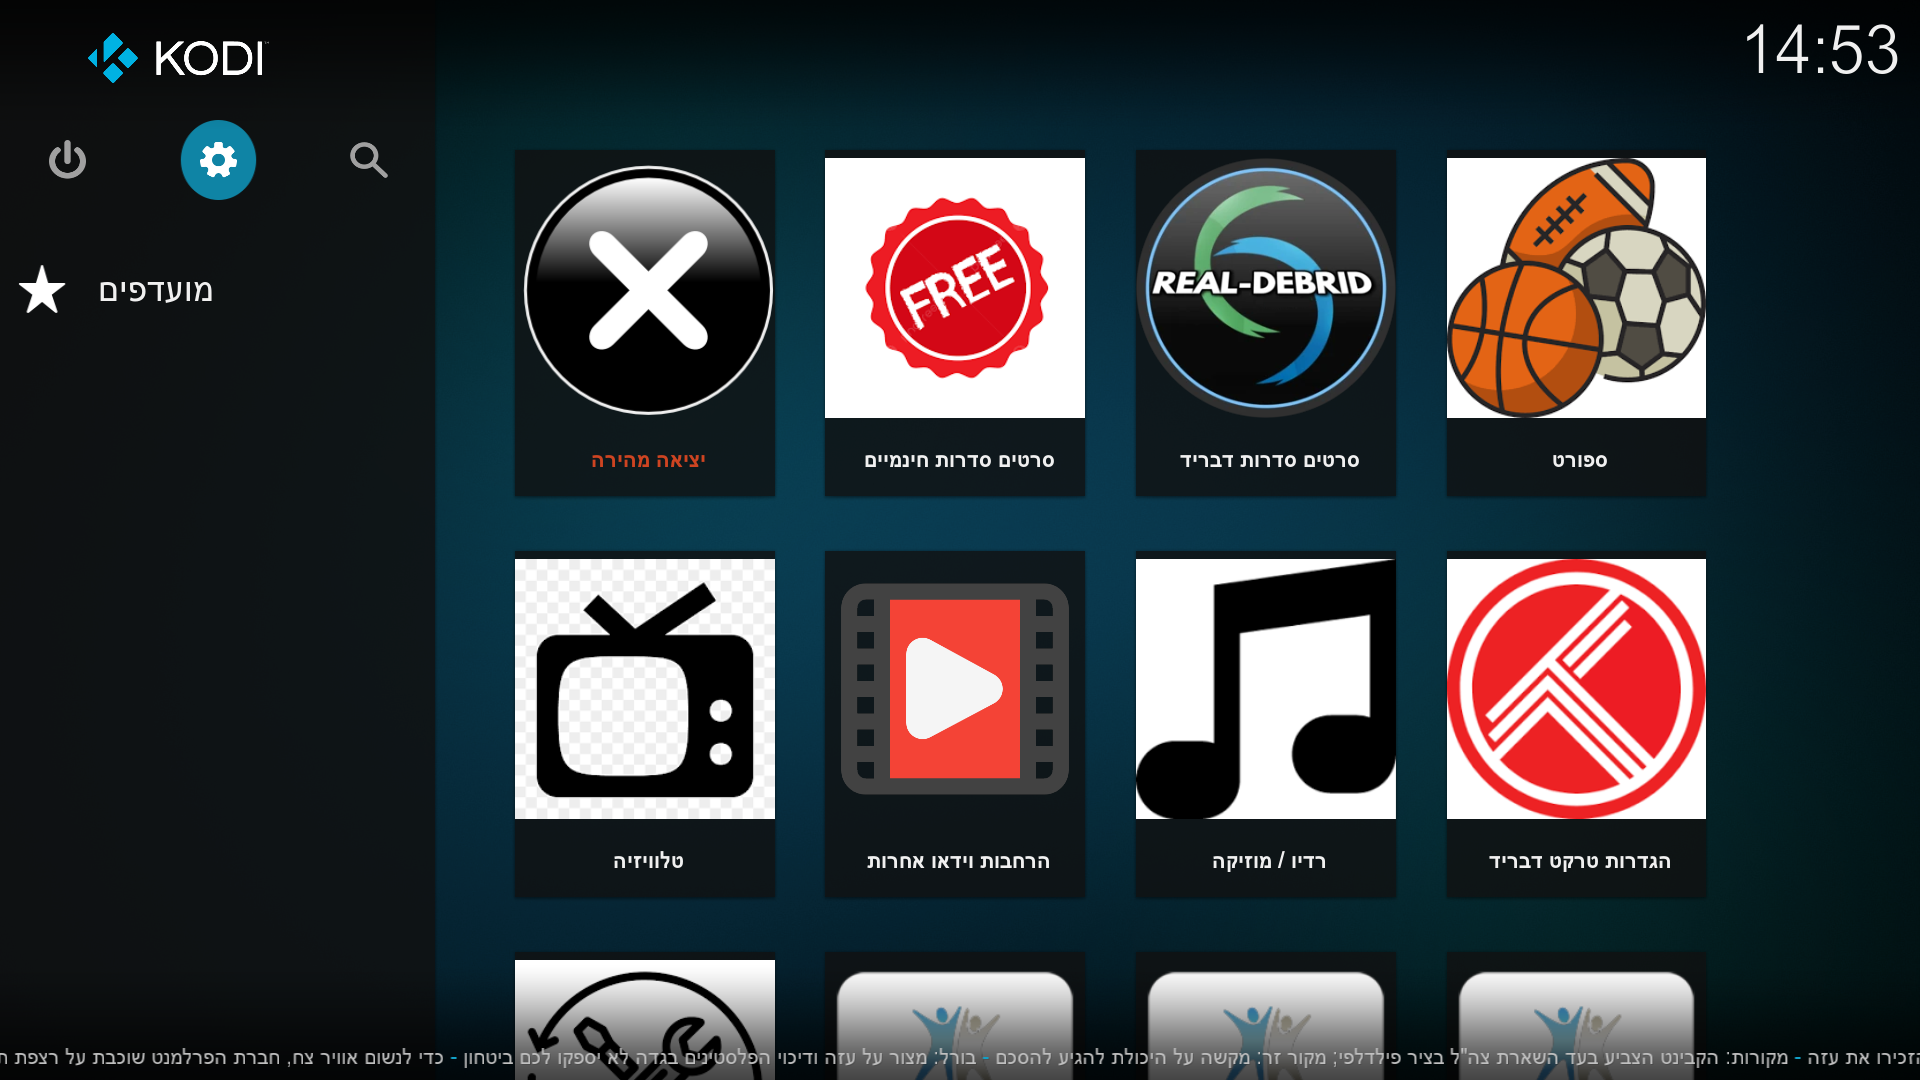 KODI
14:53
מועדפים
FREE
REAL-DEBRID
יציאה מהירה
סרטים סדרות חינמיים
סרטים סדרות דבריד
ספורט
טלוויזיה
הרחבות וידאו אחרות
רדיו / מוזיקה
הגדרות טרקט דבריד
הזכירו את עזה - מקורות: הקבינט הצביע בעד השארת צה"ל בציר פילדלפי; מקור זר: מקשה על היכולת להגיע להסכם - בורל: מצור על עזה ודיכוי הפלסטינים בגדה לא יספקו לכם ביטחון - כדי לנשום אוויר צח, חברת הפרלמנט שוכבת על רצפת